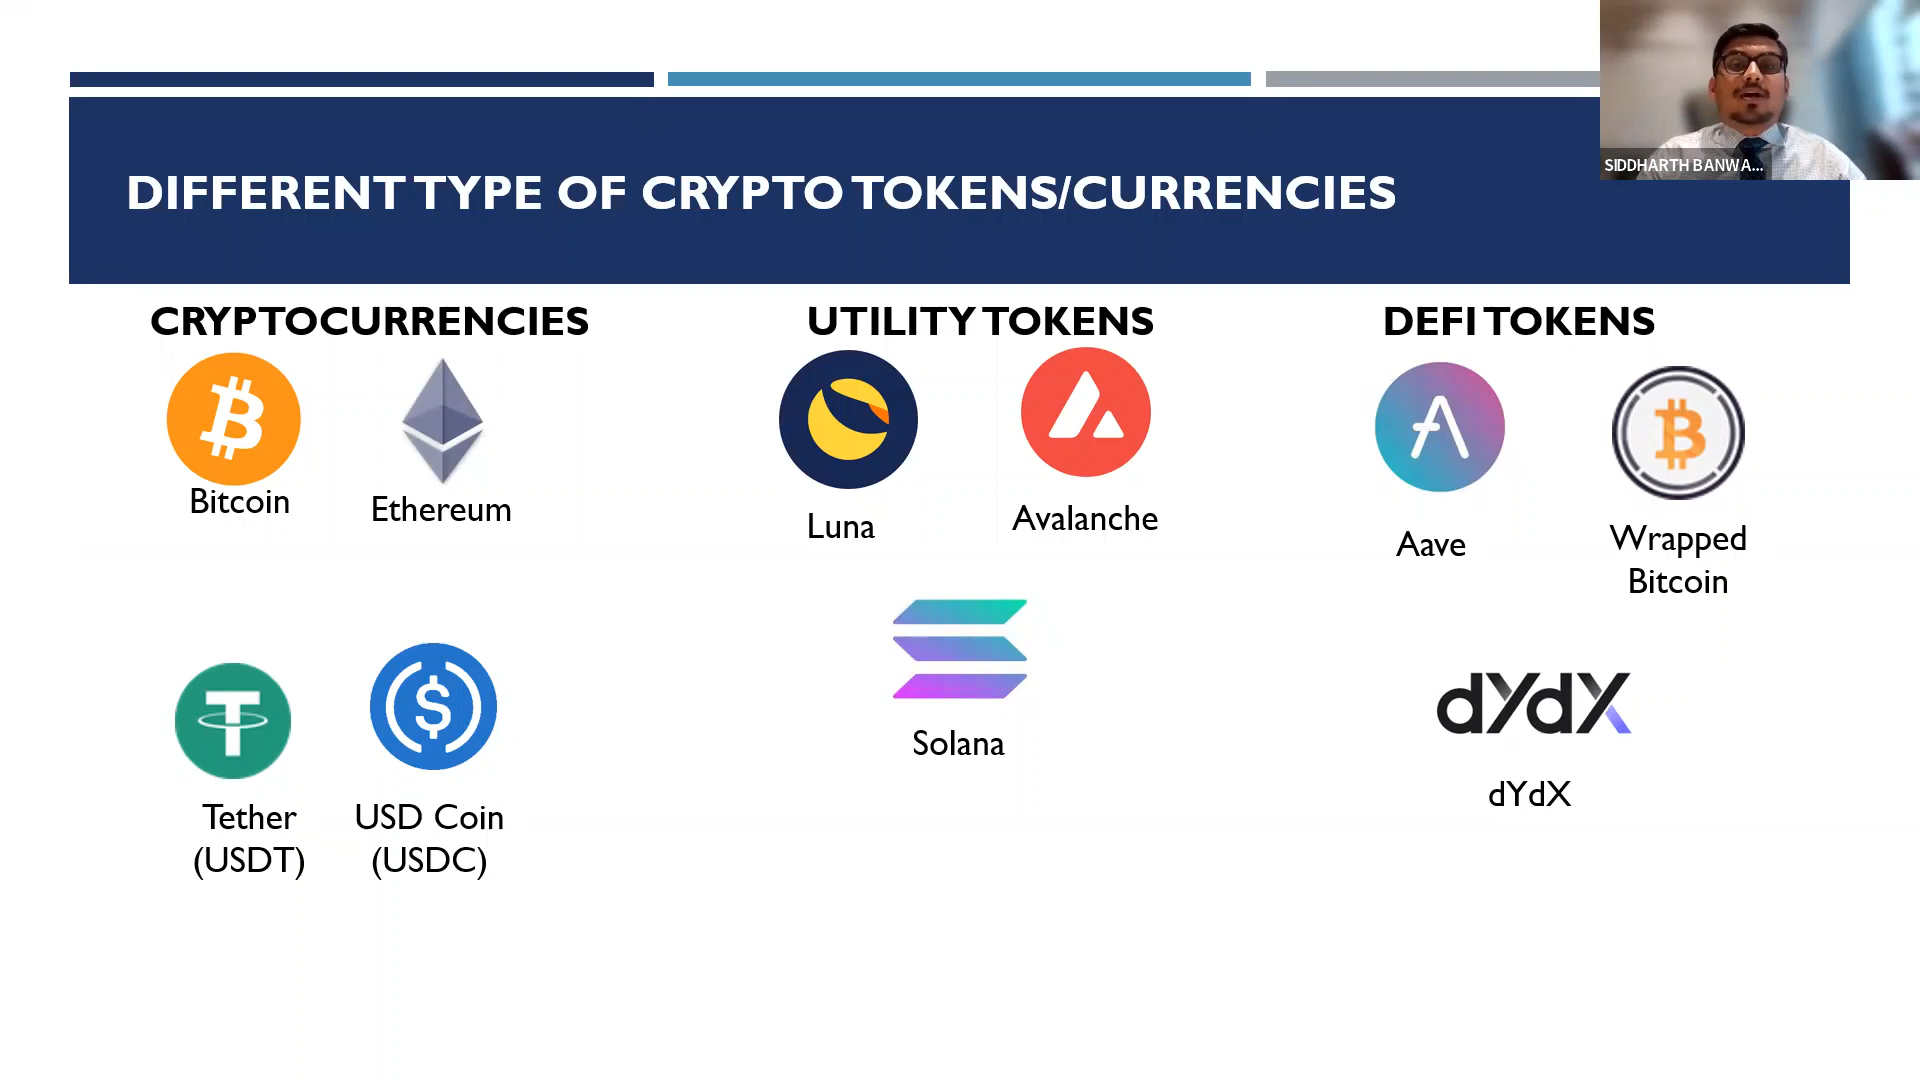 SIDDHARTH BANWA...
DIFFERENT TYPE OF CRYPTO TOKENS/CURRENCIES
CRYPTOCURRENCIES
Bitcoin
Ethereum
Tether
(USDT)
USD Coin
(USDC)
UTILITY TOKENS
Luna
Avalanche
Solana
DEFI TOKENS
Aave
Wrapped
Bitcoin
dYdX
dYdX